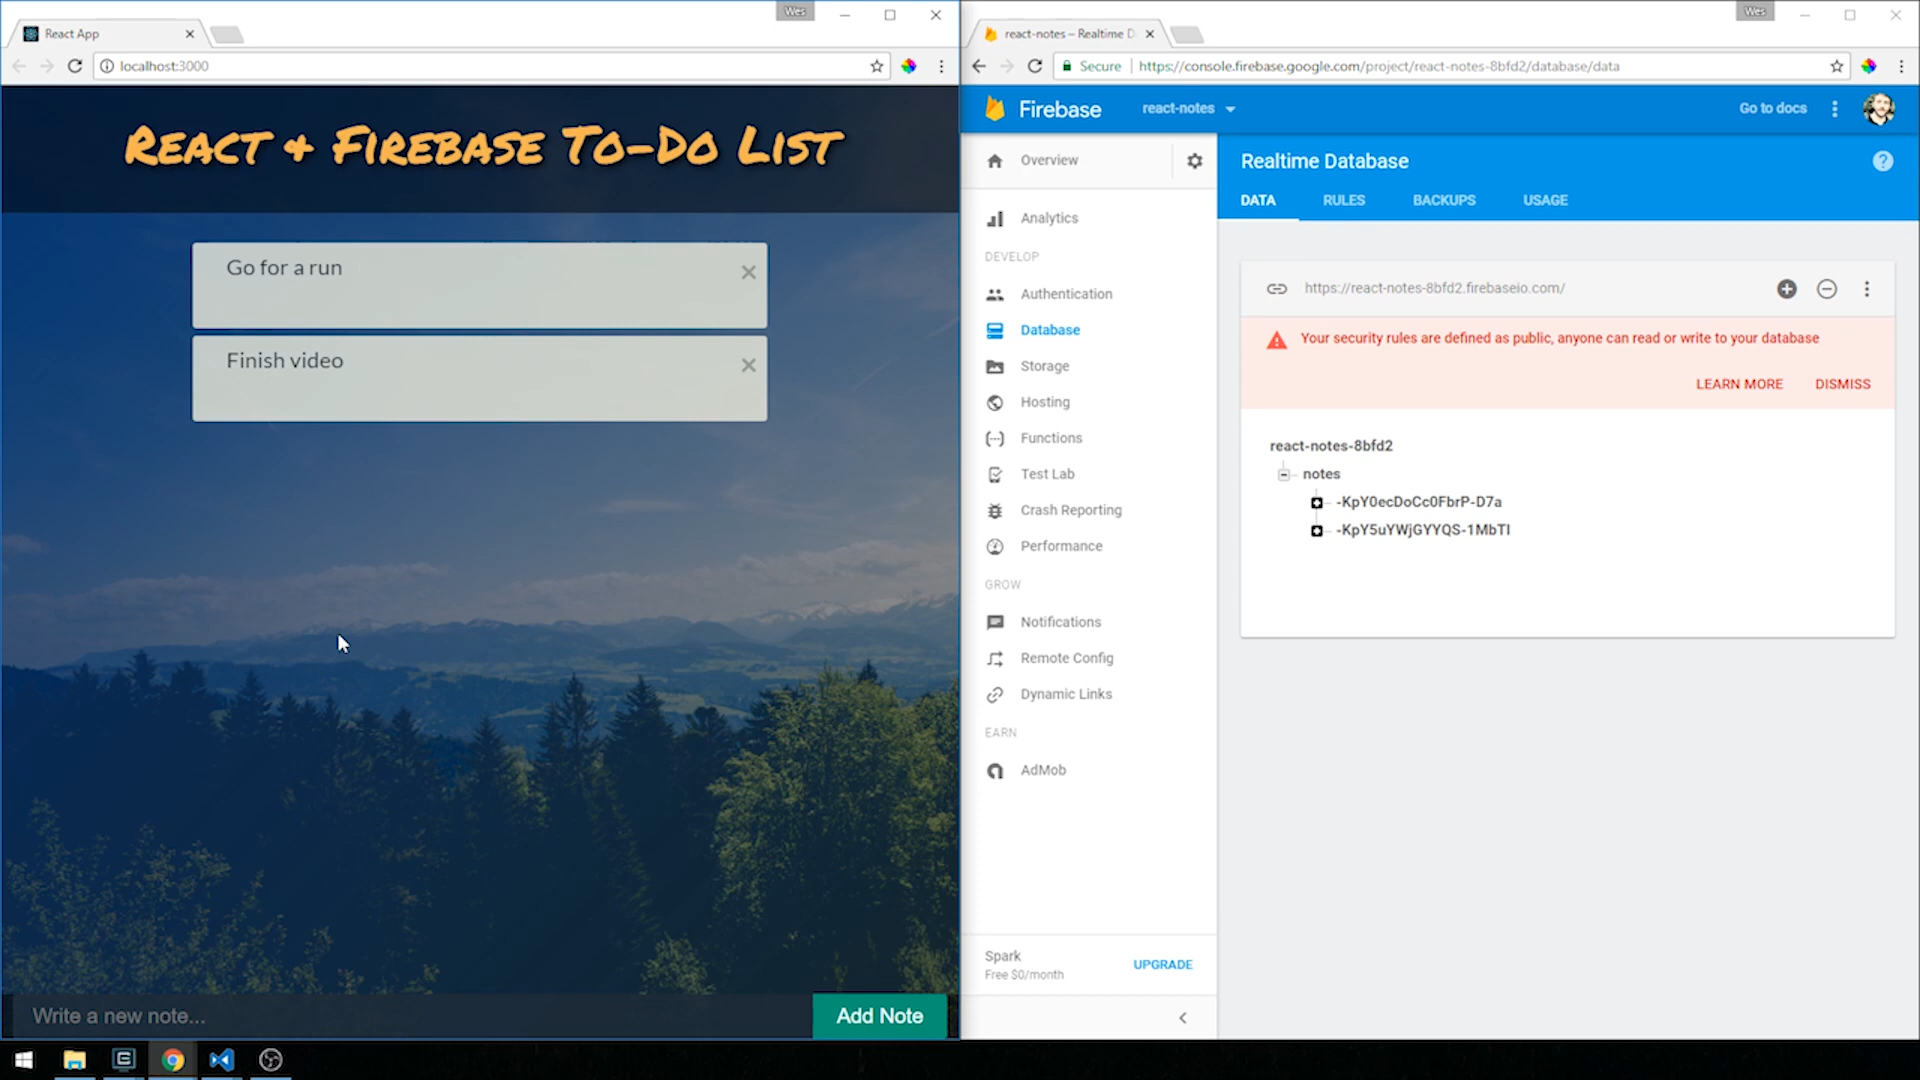 Wes
React App
localhost:3000
React & Firebase To-Do List
Go for a run
Finish video
Write a new note...
Add Note
Wes
react-notes – Realtime D
Secure
https://console.firebase.google.com/project/react-notes-8bfd2/database/data
Firebase
react-notes
Go to docs
Overview
Analytics
DEVELOP
Authentication
Database
Storage
Hosting
Functions
Test Lab
Crash Reporting
Performance
GROW
Notifications
Remote Config
Dynamic Links
EARN
AdMob
Spark
Free $0/month
UPGRADE
Realtime Database
DATA RULES BACKUPS USAGE
https://react-notes-8bfd2.firebaseio.com/
Your security rules are defined as public, anyone can read or write to your database
LEARN MORE DISMISS
react-notes-8bfd2
notes
-KpY0ecDoCc0FbrP-D7a
-KpY5uYWjGYYQS-1MbTI